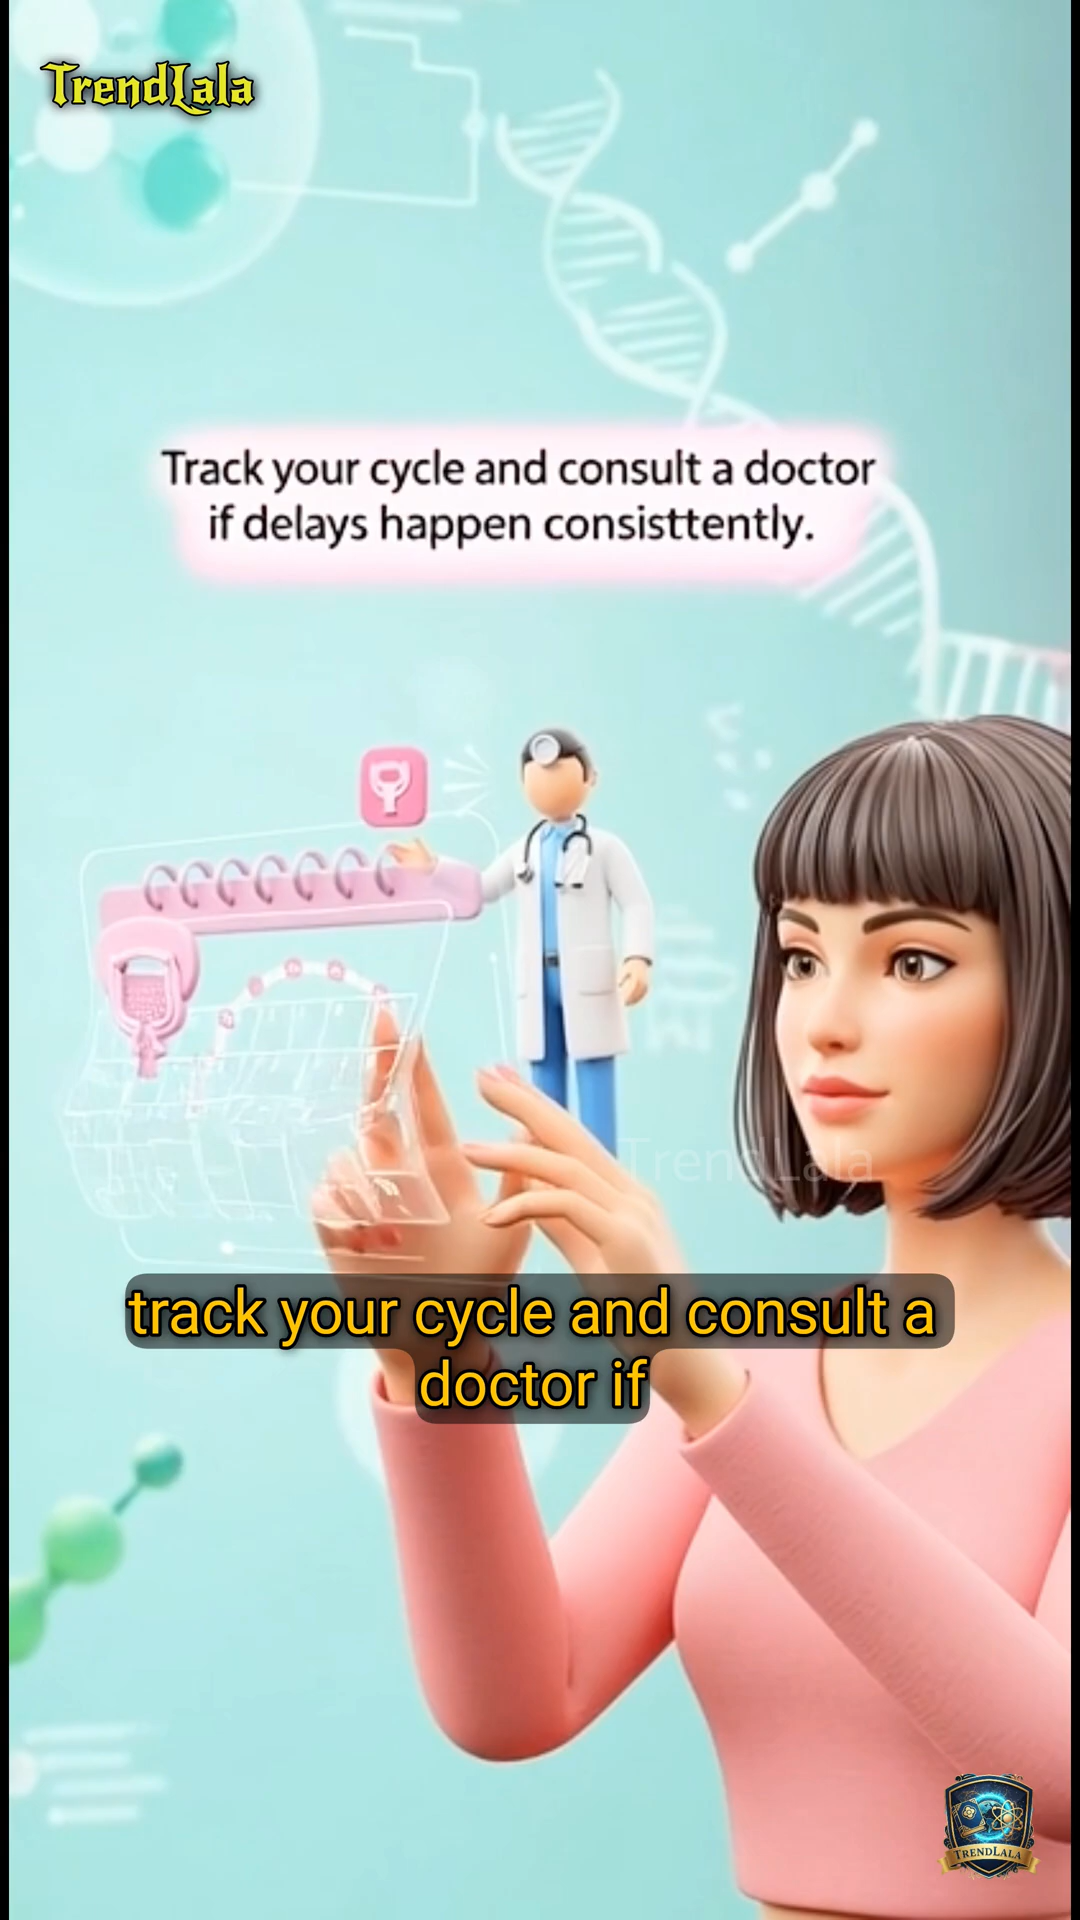 TrendLala
Track your cycle and consult a doctor
if delays happen consisttently.
TrendLala
track your cycle and consult a
doctor if
TRENDLALA